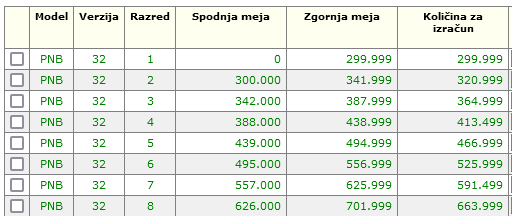 Model Verzija Razred Spodnja meja Zgornja meja Količina za
izračun
PNB 32 1 0 299.999 299.999
PNB 32 2 300.000 341.999 320.999
PNB 32 3 342.000 387.999 364.999
PNB 32 4 388.000 438.999 413.499
PNB 32 5 439.000 494.999 466.999
PNB 32 6 495.000 556.999 525.999
PNB 32 7 557.000 625.999 591.499
PNB 32 8 626.000 701.999 663.999